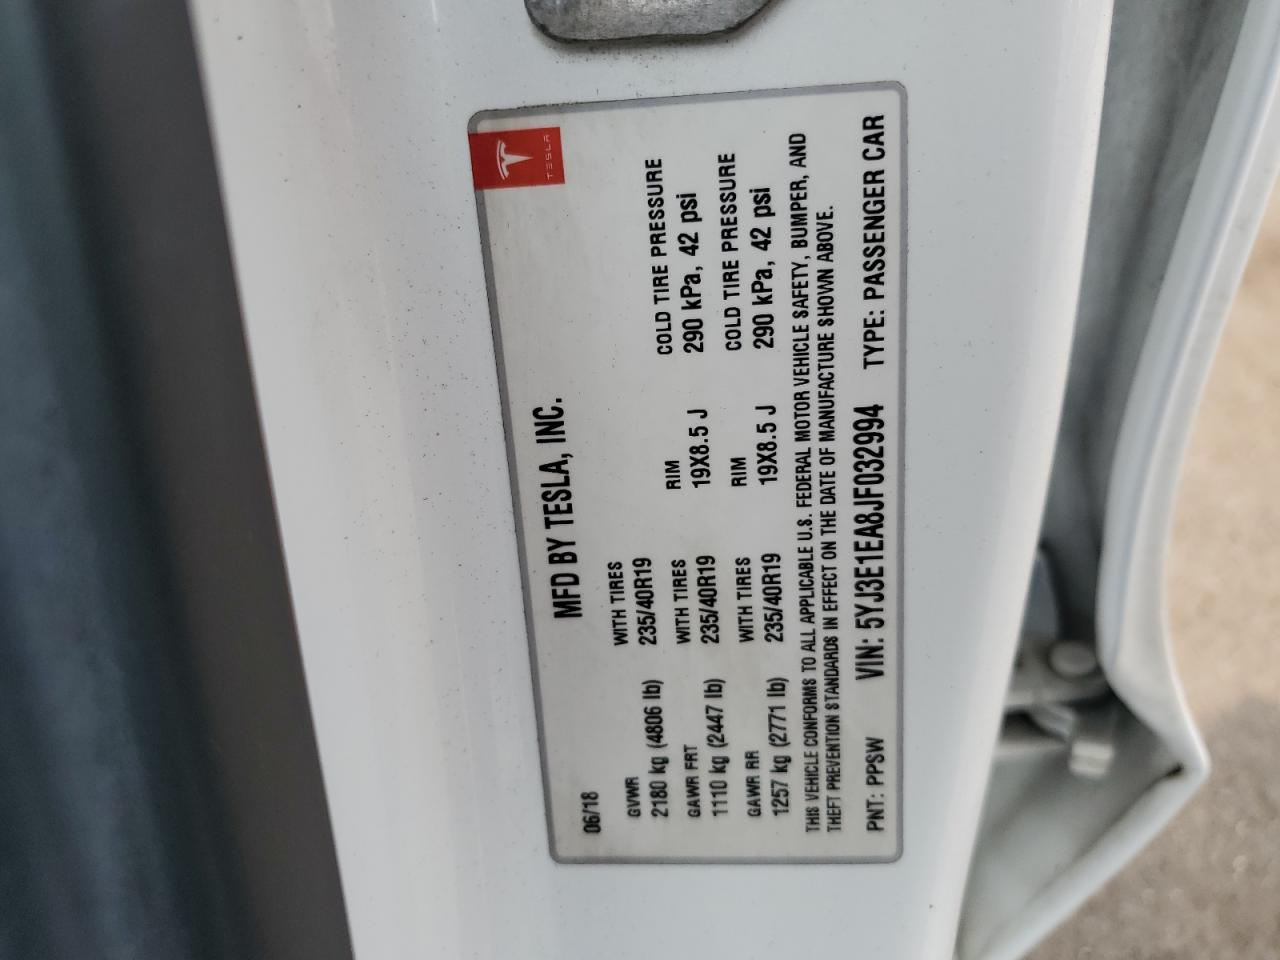 TESLA
MFD BY TESLA, INC.
06/18
GVWR WITH TIRES
2180 kg (4806 lb) 235/40R19
GAWR FRT WITH TIRES RIM COLD TIRE PRESSURE
1110 kg (2447 lb) 235/40R19 19X8.5 J 290 kPa, 42 psi
GAWR RR WITH TIRES RIM COLD TIRE PRESSURE
1257 kg (2771 lb) 235/40R19 19X8.5 J 290 kPa, 42 psi
THIS VEHICLE CONFORMS TO ALL APPLICABLE U.S. FEDERAL MOTOR VEHICLE SAFETY, BUMPER, AND
THEFT PREVENTION STANDARDS IN EFFECT ON THE DATE OF MANUFACTURE SHOWN ABOVE.
PNT: PPSW VIN: 5YJ3E1EA8JF032994 TYPE: PASSENGER CAR